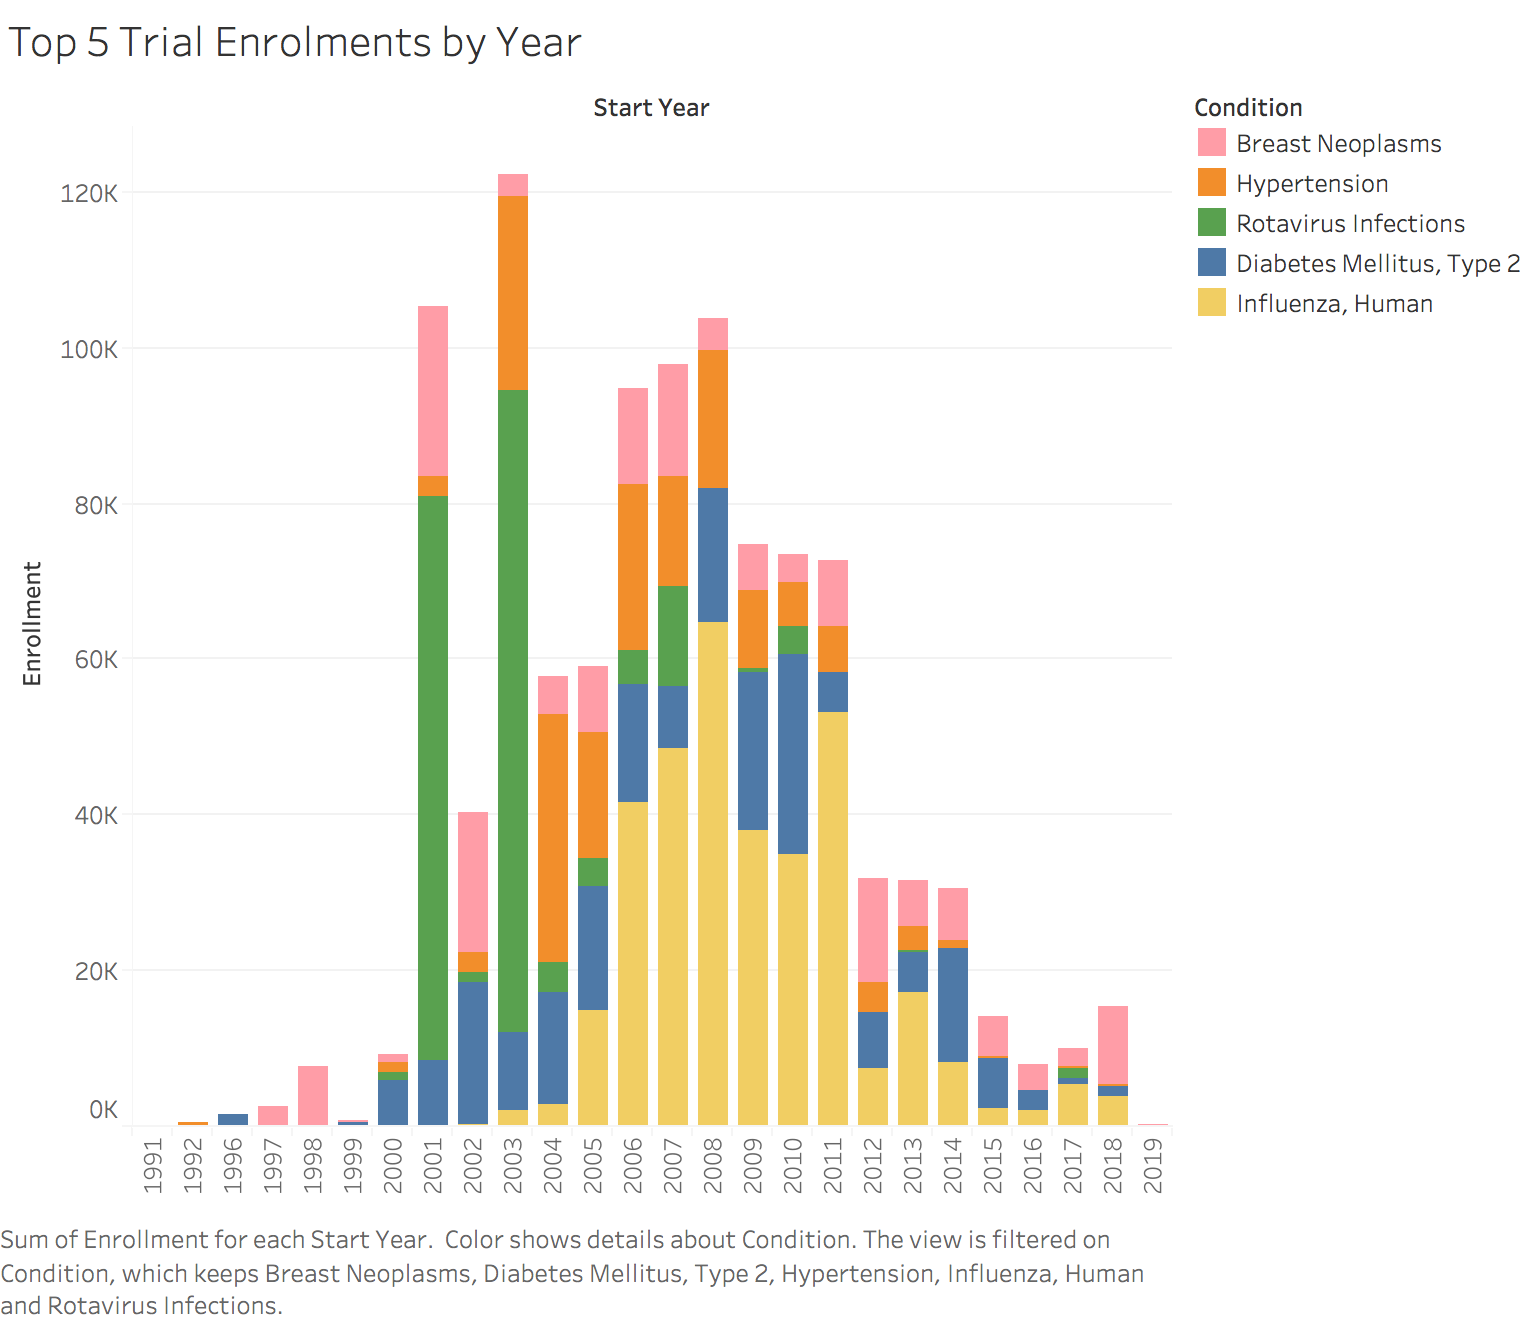 Top 5 Trial Enrolments by Year
Start Year
Condition
Breast Neoplasms
Hypertension
Rotavirus Infections
Diabetes Mellitus, Type 2
Influenza, Human
Enrollment
120K
100K
80K
60K
40K
20K
0K
1991
1992
1996
1997
1998
1999
2000
2001
2002
2003
2004
2005
2006
2007
2008
2009
2010
2011
2012
2013
2014
2015
2016
2017
2018
2019
Sum of Enrollment for each Start Year.  Color shows details about Condition. The view is filtered on
Condition, which keeps Breast Neoplasms, Diabetes Mellitus, Type 2, Hypertension, Influenza, Human
and Rotavirus Infections.